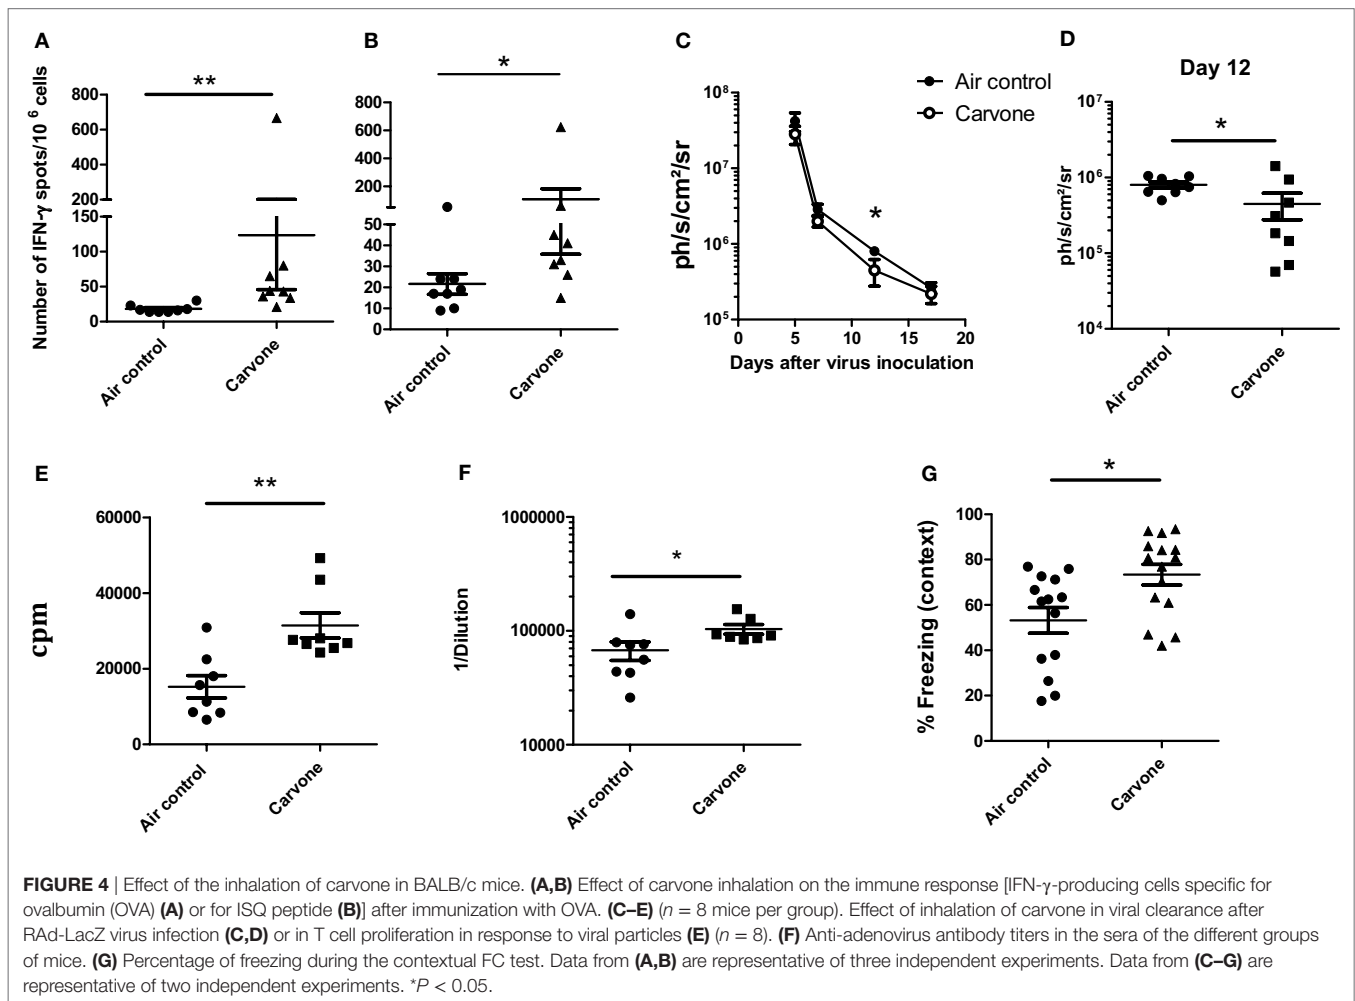 A
B
C
D
Day 12
**
*
Air control
Carvone
*
*
Number of IFN-γ spots/10 6 cells
800
600
400
200
150
100
50
0
Air control
Carvone
800
600
400
200
50
40
30
20
10
0
Air control
Carvone
ph/s/cm²/sr
10⁸
10⁷
10⁶
10⁵
0 5 10 15 20
Days after virus inoculation
ph/s/cm²/sr
10⁷
10⁶
10⁵
10⁴
Air control
Carvone
E
F
G
**
*
*
cpm
60000
40000
20000
0
Air control
Carvone
1/Dilution
1000000
100000
10000
Air control
Carvone
% Freezing (context)
100
80
60
40
20
0
Air control
Carvone
FIGURE 4 | Effect of the inhalation of carvone in BALB/c mice. (A,B) Effect of carvone inhalation on the immune response [IFN-γ-producing cells specific for
ovalbumin (OVA) (A) or for ISQ peptide (B)] after immunization with OVA. (C–E) (n = 8 mice per group). Effect of inhalation of carvone in viral clearance after
RAd-LacZ virus infection (C,D) or in T cell proliferation in response to viral particles (E) (n = 8). (F) Anti-adenovirus antibody titers in the sera of the different groups
of mice. (G) Percentage of freezing during the contextual FC test. Data from (A,B) are representative of three independent experiments. Data from (C–G) are
representative of two independent experiments. *P < 0.05.